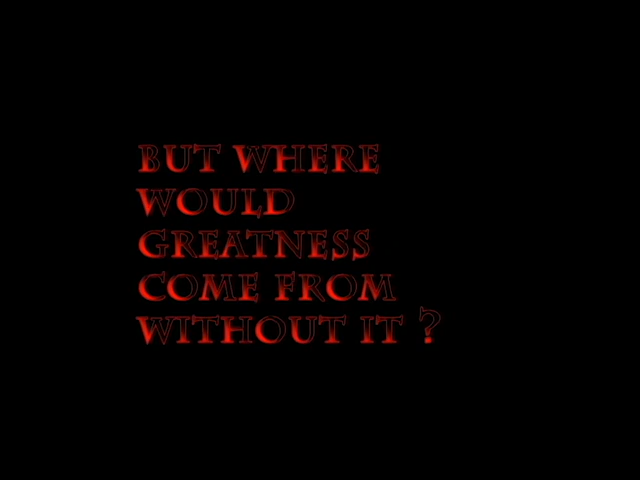 BUT WHERE
WOULD
GREATNESS
COME FROM
WITHOUT IT ?